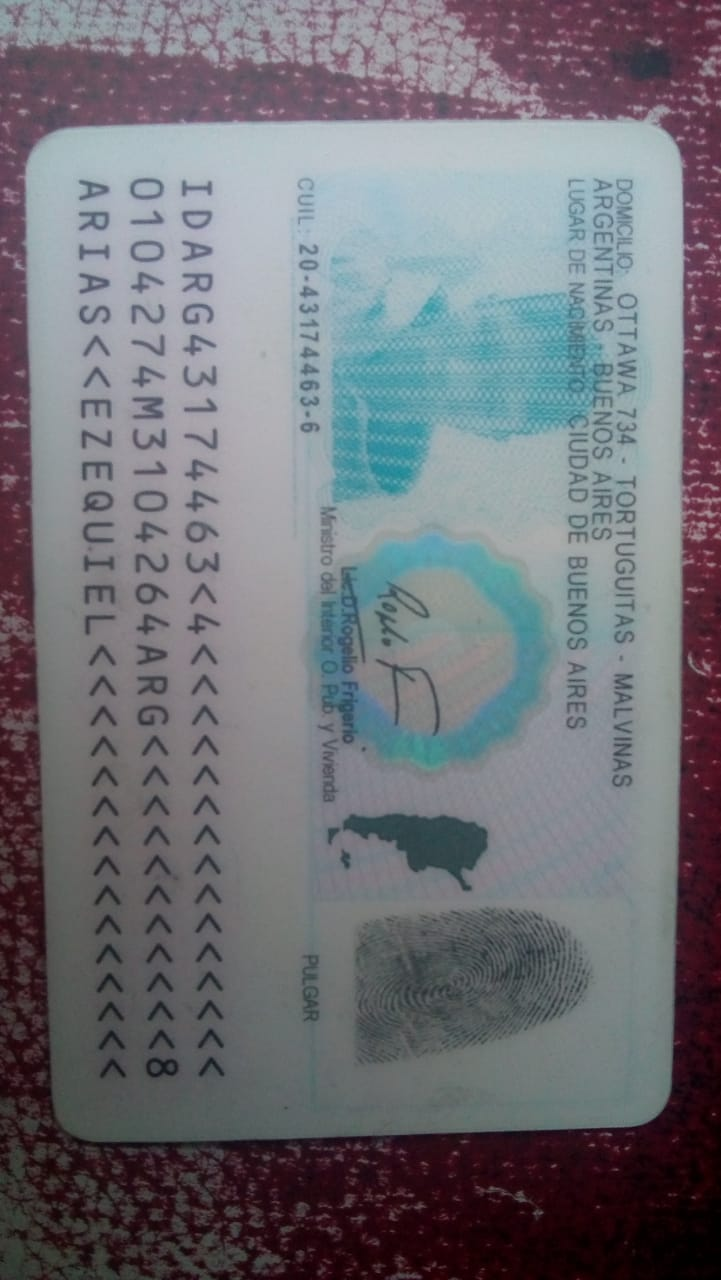 DOMICILIO: OTTAWA 734 - TORTUGUITAS - MALVINAS
ARGENTINAS - BUENOS AIRES
LUGAR DE NACIMIENTO: CIUDAD DE BUENOS AIRES
Lic.D.Rogelio Frigerio
Ministro del Interior O. Pub. y Vivienda
CUIL: 20-43174463-6
PULGAR
IDARG43174463<4<<<<<<<<<<<<<<<
0104274M3104264ARG<<<<<<<<<<<8
ARIAS<<EZEQUIEL<<<<<<<<<<<<<<<